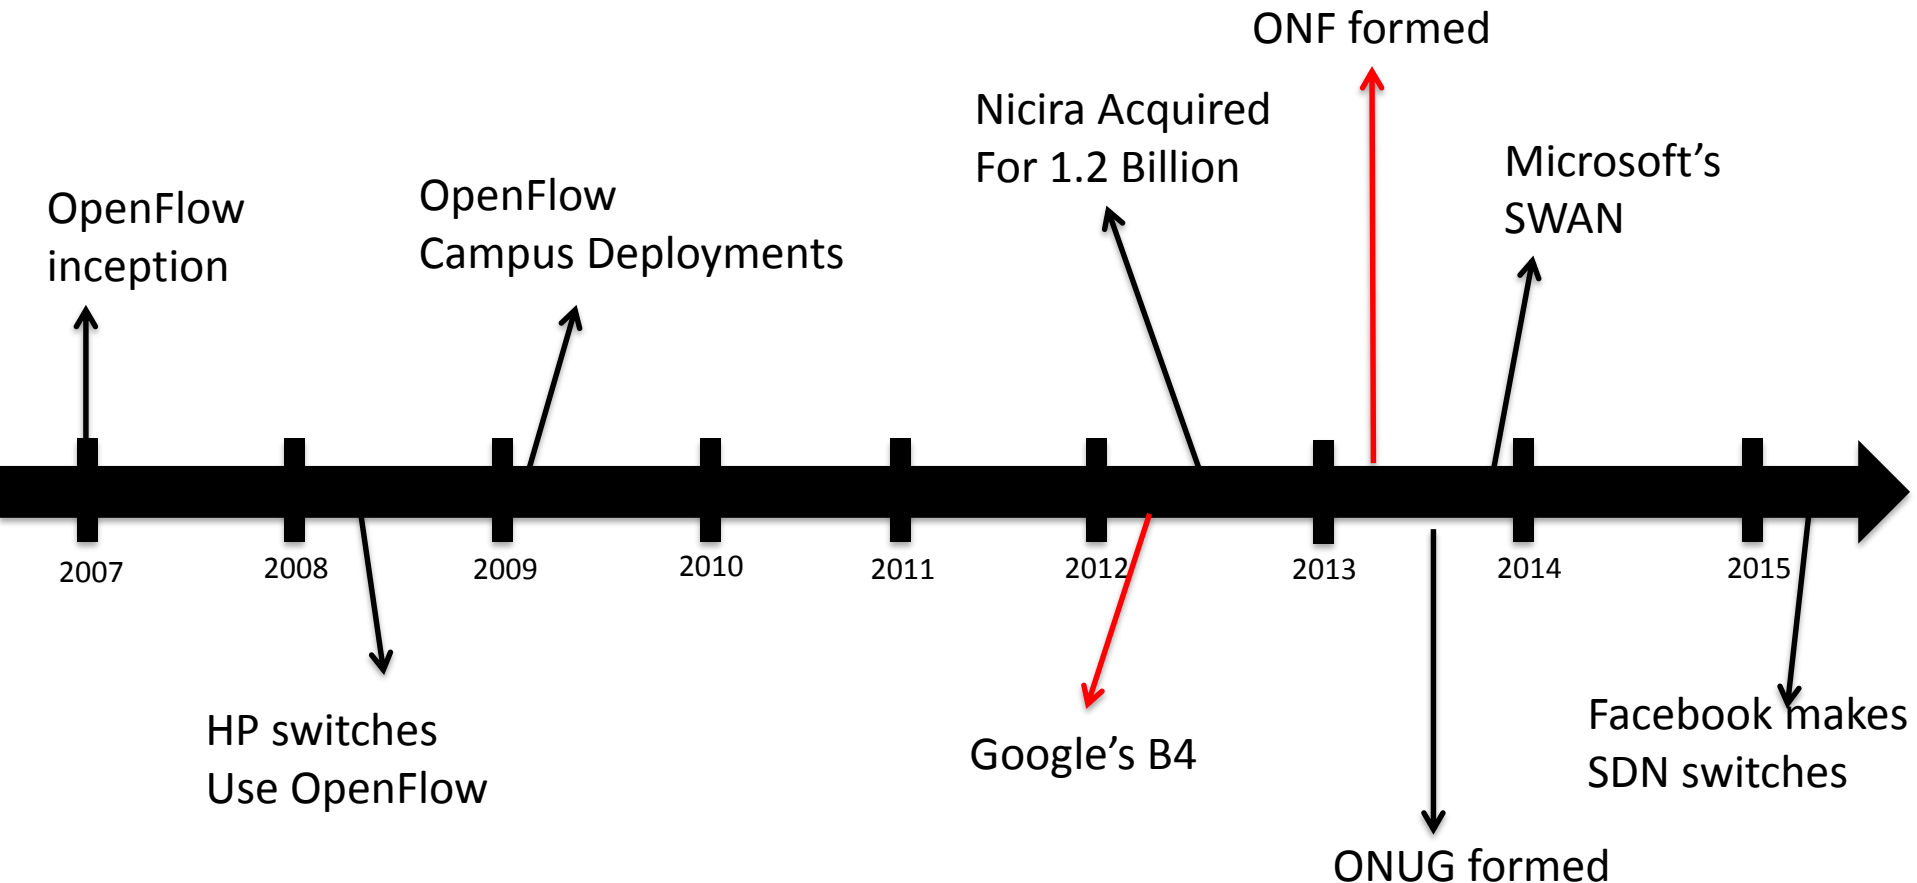 ONF formed
Nicira Acquired
For 1.2 Billion
Microsoft’s
SWAN
OpenFlow
inception
OpenFlow
Campus Deployments
2007
2008
2009
2010
2011
2012
2013
2014
2015
HP switches
Use OpenFlow
Google’s B4
Facebook makes
SDN switches
ONUG formed